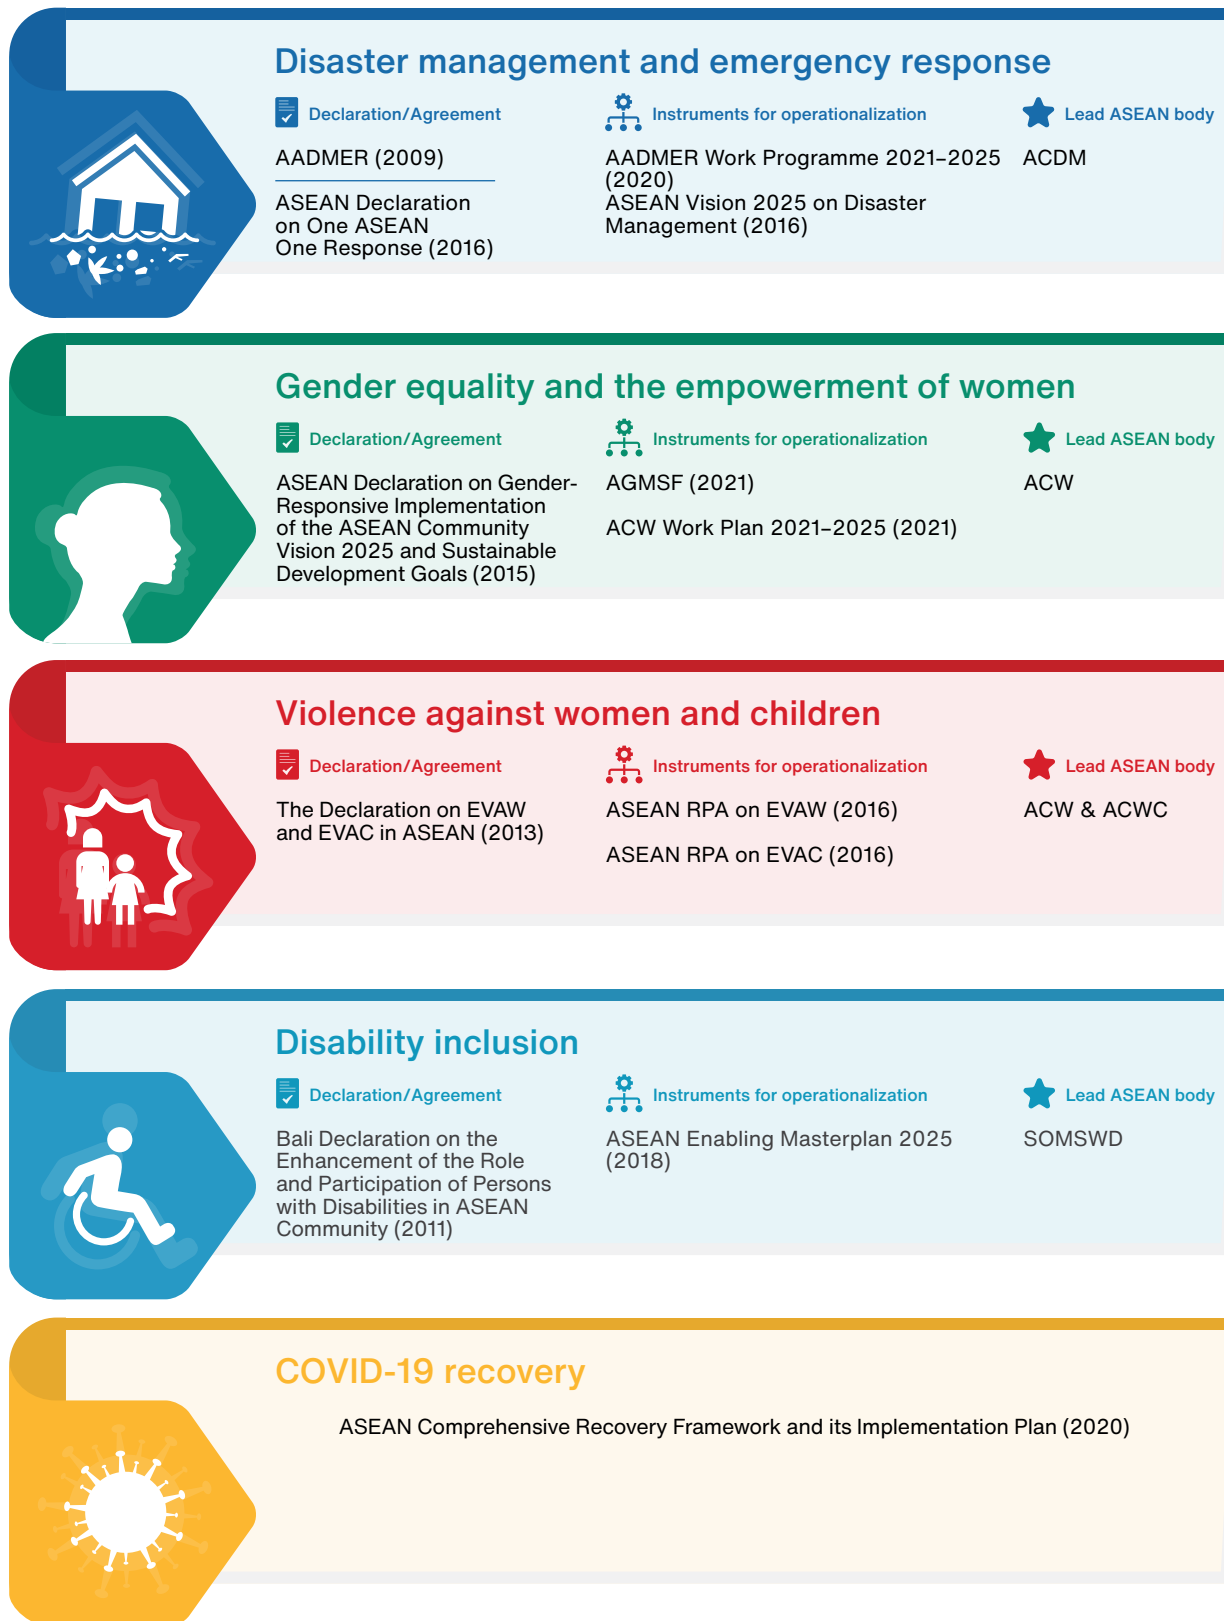 Disaster management and emergency response
Declaration/Agreement
AADMER (2009)
ASEAN Declaration
on One ASEAN
One Response (2016)
Instruments for operationalization
AADMER Work Programme 2021–2025
(2020)
ASEAN Vision 2025 on Disaster
Management (2016)
Lead ASEAN body
ACDM
Gender equality and the empowerment of women
Declaration/Agreement
ASEAN Declaration on Gender-
Responsive Implementation
of the ASEAN Community
Vision 2025 and Sustainable
Development Goals (2015)
Instruments for operationalization
AGMSF (2021)
ACW Work Plan 2021–2025 (2021)
Lead ASEAN body
ACW
Violence against women and children
Declaration/Agreement
The Declaration on EVAW
and EVAC in ASEAN (2013)
Instruments for operationalization
ASEAN RPA on EVAW (2016)
ASEAN RPA on EVAC (2016)
Lead ASEAN body
ACW & ACWC
Disability inclusion
Declaration/Agreement
Bali Declaration on the
Enhancement of the Role
and Participation of Persons
with Disabilities in ASEAN
Community (2011)
Instruments for operationalization
ASEAN Enabling Masterplan 2025
(2018)
Lead ASEAN body
SOMSWD
COVID-19 recovery
ASEAN Comprehensive Recovery Framework and its Implementation Plan (2020)